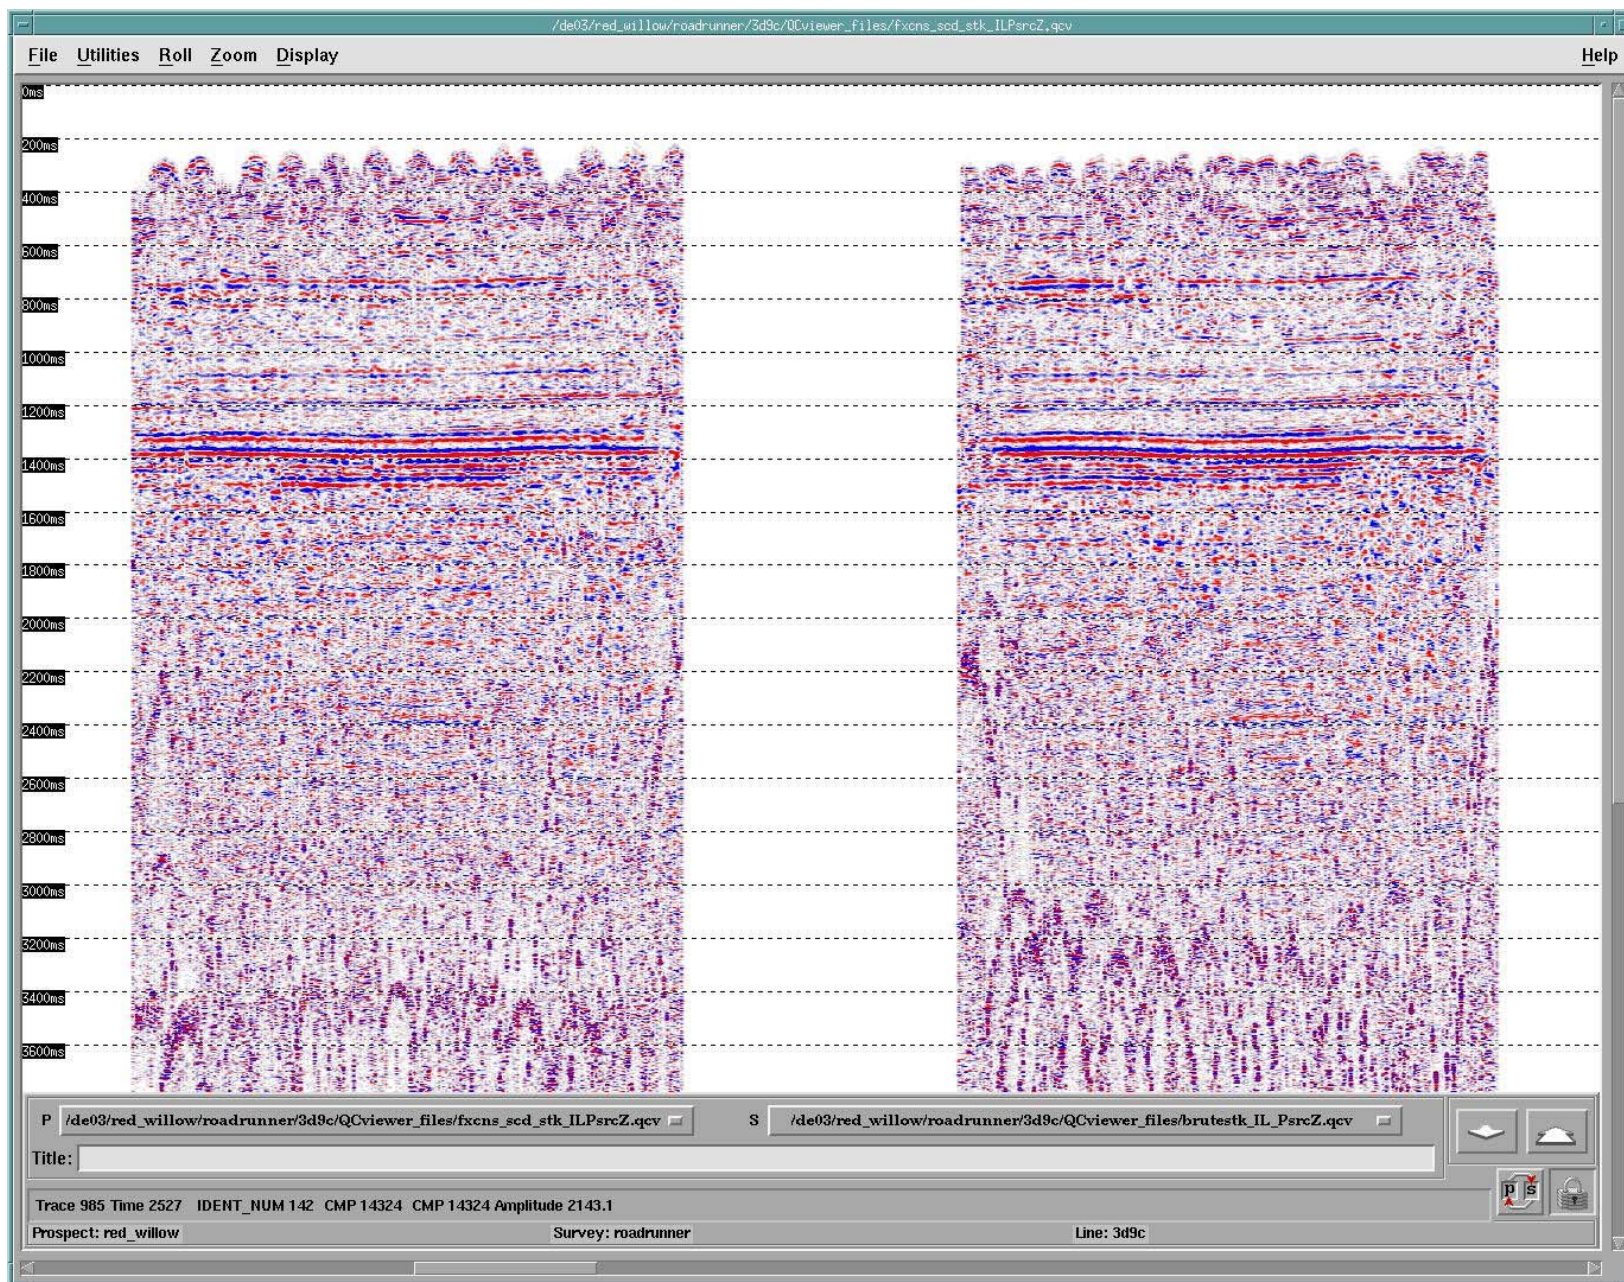 /de03/red_willow/roadrunner/3d9c/QCviewer_files/fxcns_scd_stk_ILPsrcZ.qcv
File Utilities Roll Zoom Display Help
0ms
200ms
400ms
600ms
800ms
1000ms
1200ms
1400ms
1600ms
1800ms
2000ms
2200ms
2400ms
2600ms
2800ms
3000ms
3200ms
3400ms
3600ms
P /de03/red_willow/roadrunner/3d9c/QCviewer_files/fxcns_scd_stk_ILPsrcZ.qcv S /de03/red_willow/roadrunner/3d9c/QCviewer_files/brutestk_IL_PsrcZ.qcv
Title:
P S
Trace 985 Time 2527 IDENT_NUM 142 CMP 14324 CMP 14324 Amplitude 2143.1
Prospect: red_willow Survey: roadrunner Line: 3d9c